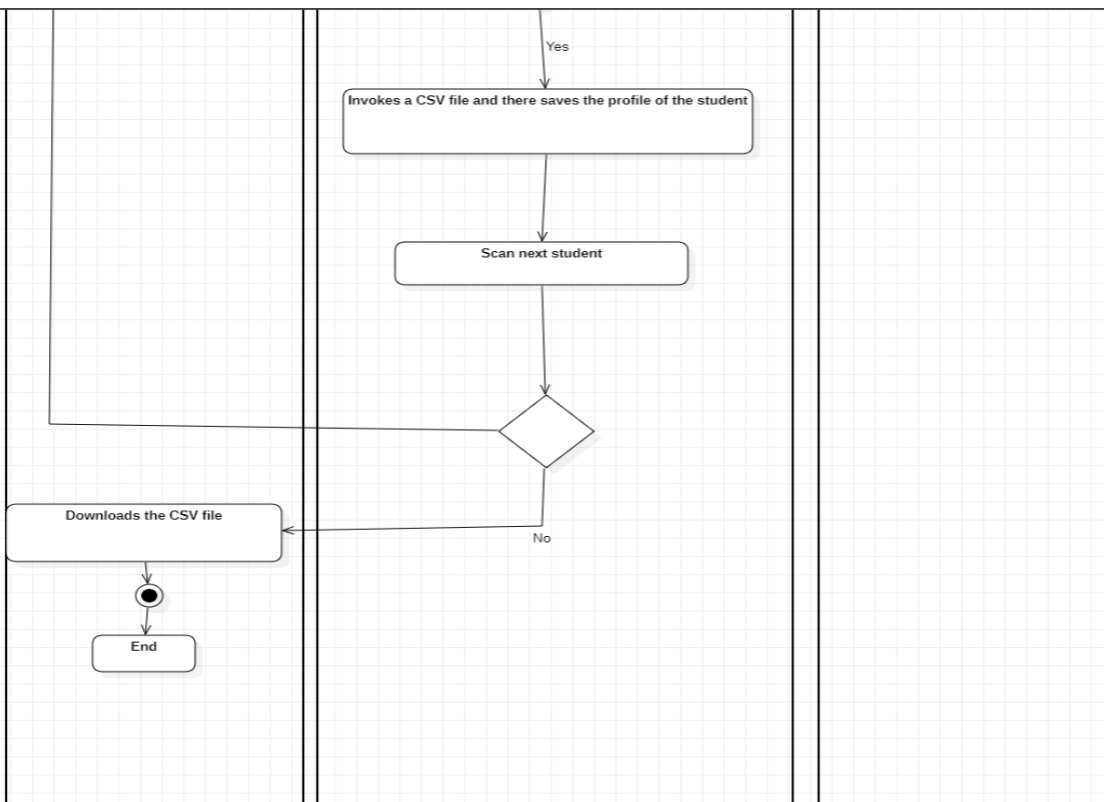 Yes
Invokes a CSV file and there saves the profile of the student
Scan next student
Downloads the CSV file
No
End